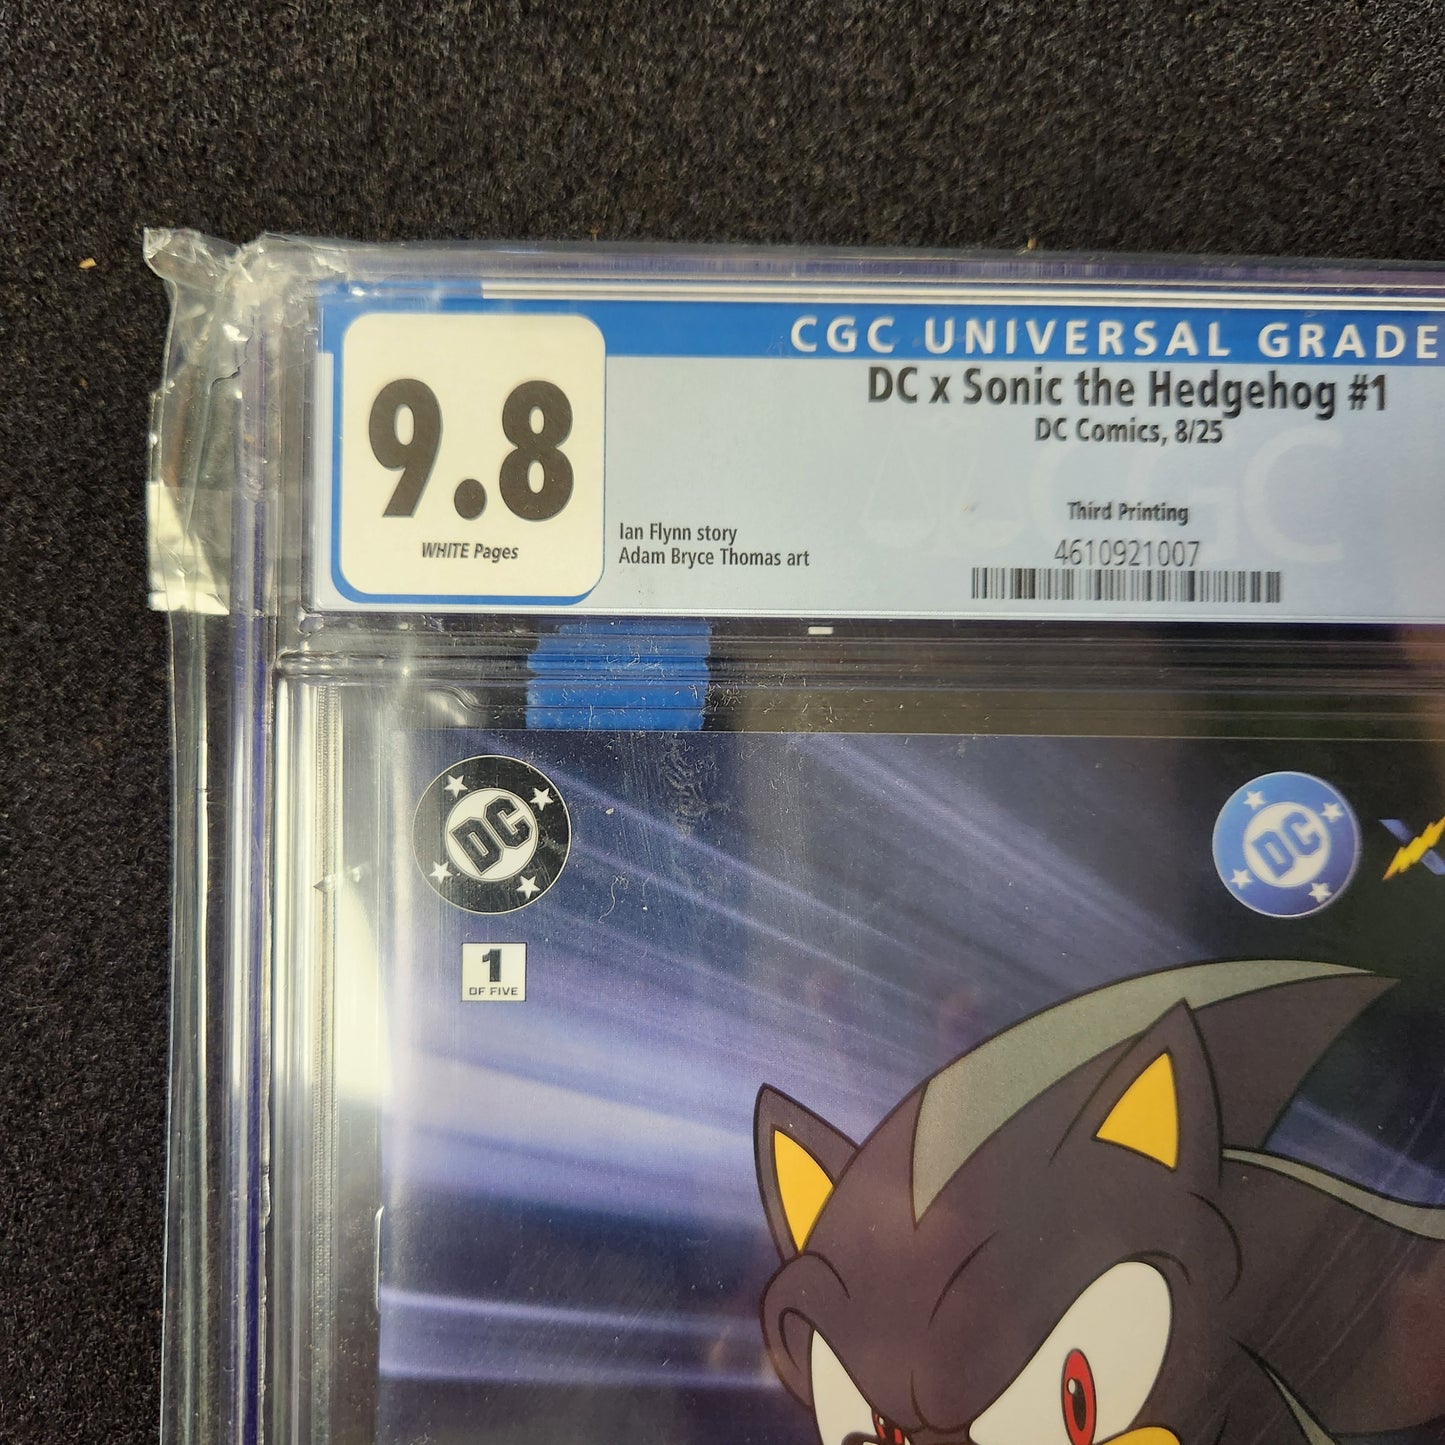 CGC UNIVERSAL GRADE
9.8
WHITE Pages
DC x Sonic the Hedgehog #1
DC Comics, 8/25
Third Printing
4610921007
Ian Flynn story
Adam Bryce Thomas art
CGC
DC
DC
1
OF FIVE